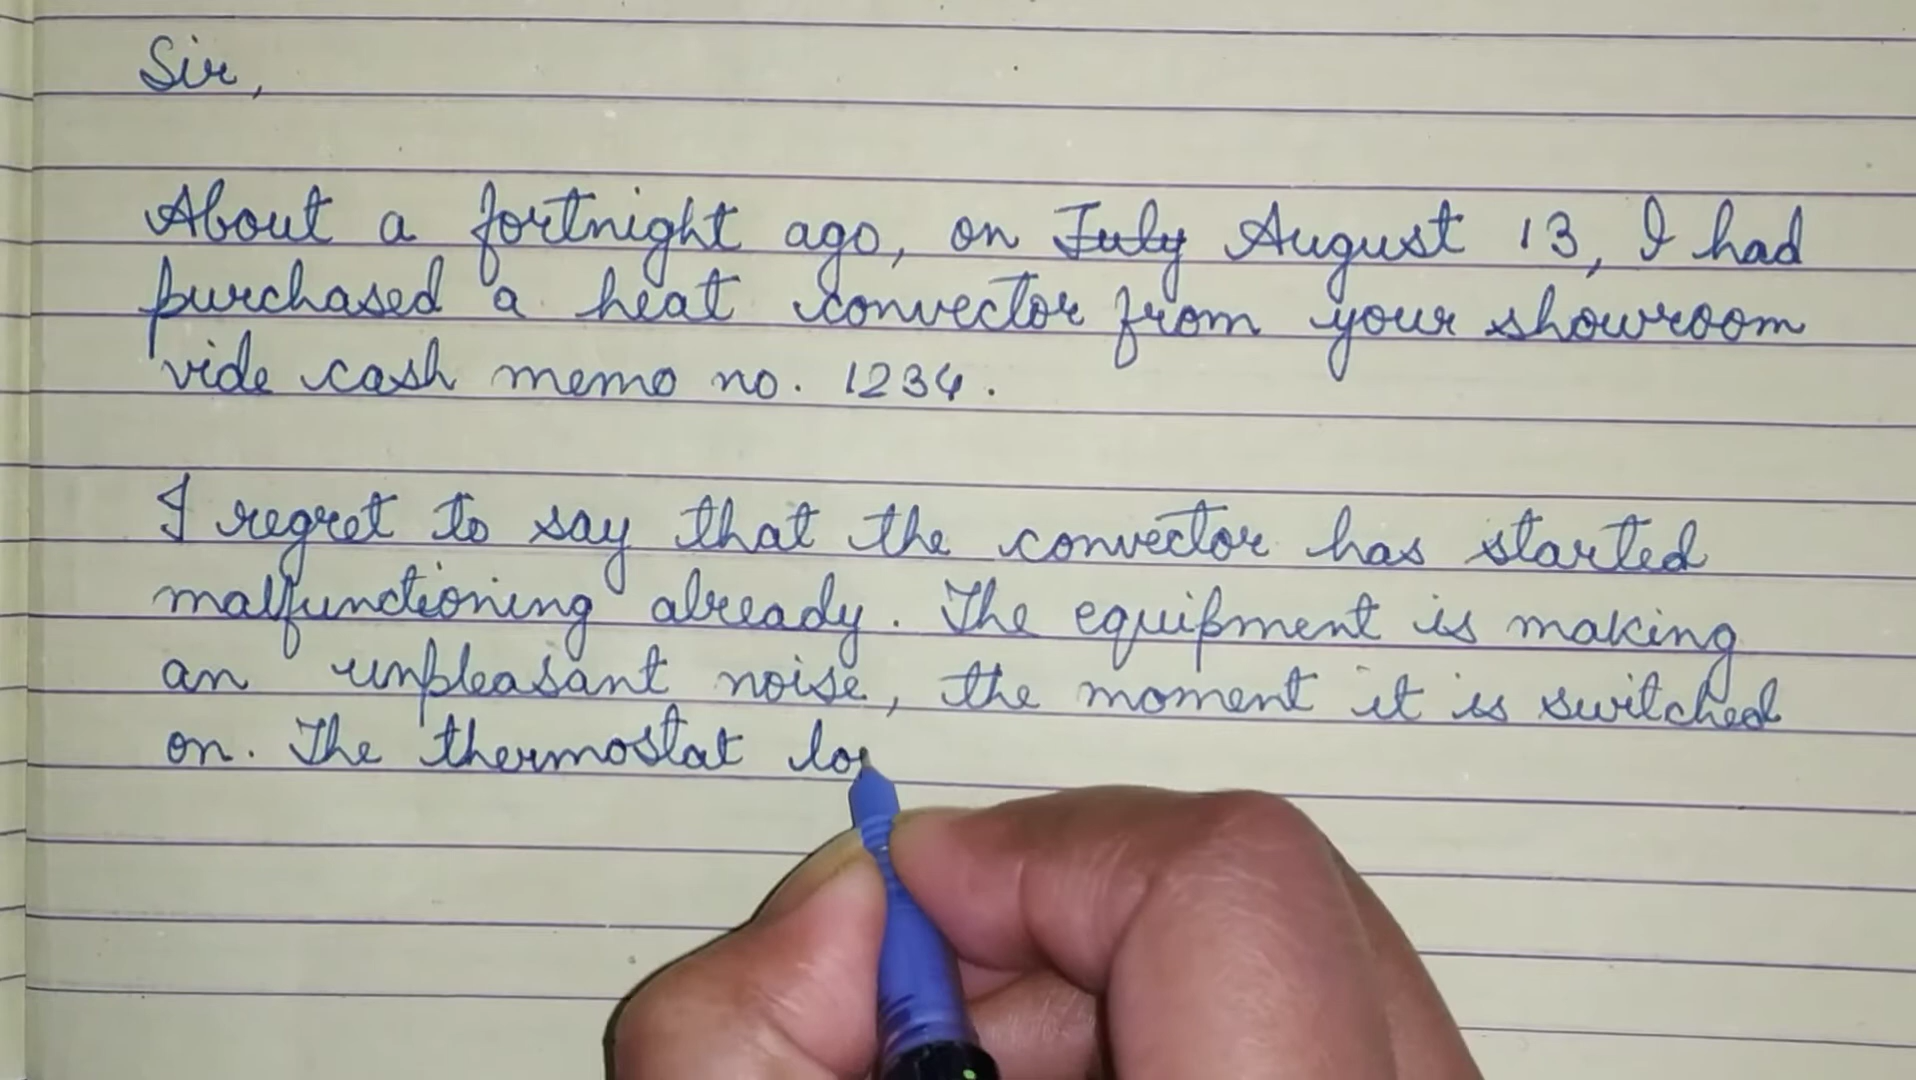 Sir,
About a fortnight ago, on July August 13, I had
purchased a heat convector from your showroom
vide cash memo no. 1234.
I regret to say that the convector has started
malfunctioning already. The equipment is making
an unpleasant noise, the moment it is switched
on. The thermostat